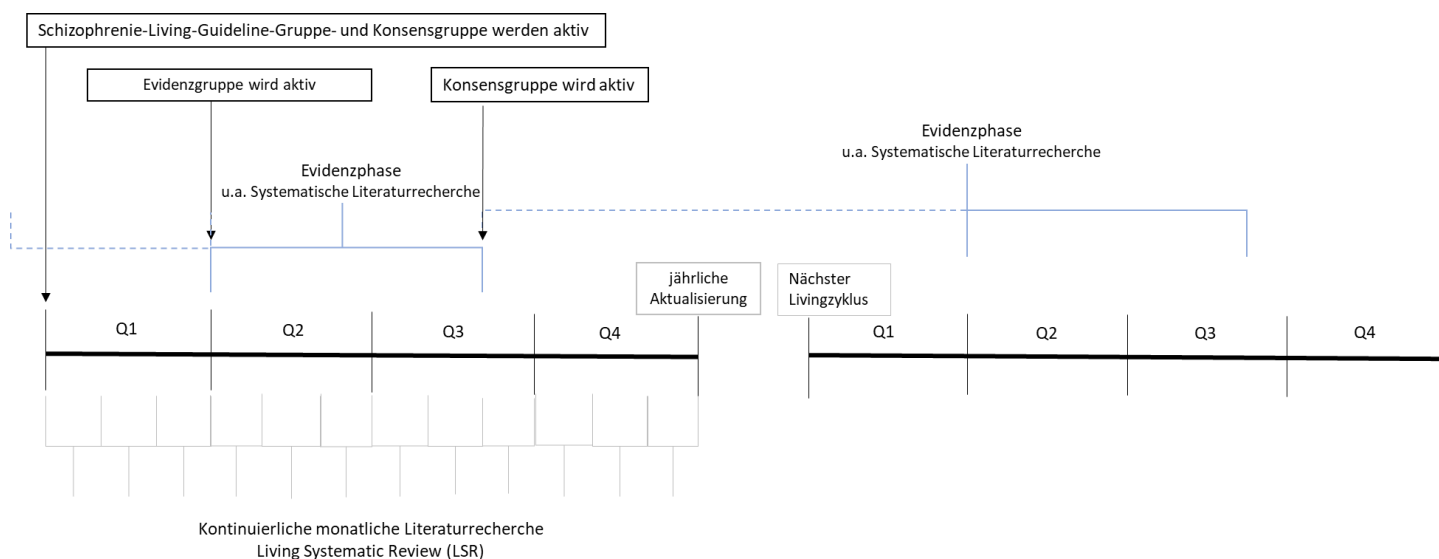 Schizophrenie-Living-Guideline-Gruppe- und Konsensgruppe werden aktiv
Evidenzgruppe wird aktiv
Konsensgruppe wird aktiv
Evidenzphase
u.a. Systematische Literaturrecherche
Evidenzphase
u.a. Systematische Literaturrecherche
jährliche
Aktualisierung
Nächster
Livingzyklus
Q1
Q2
Q3
Q4
Q1
Q2
Q3
Q4
Kontinuierliche monatliche Literaturrecherche
Living Systematic Review (LSR)